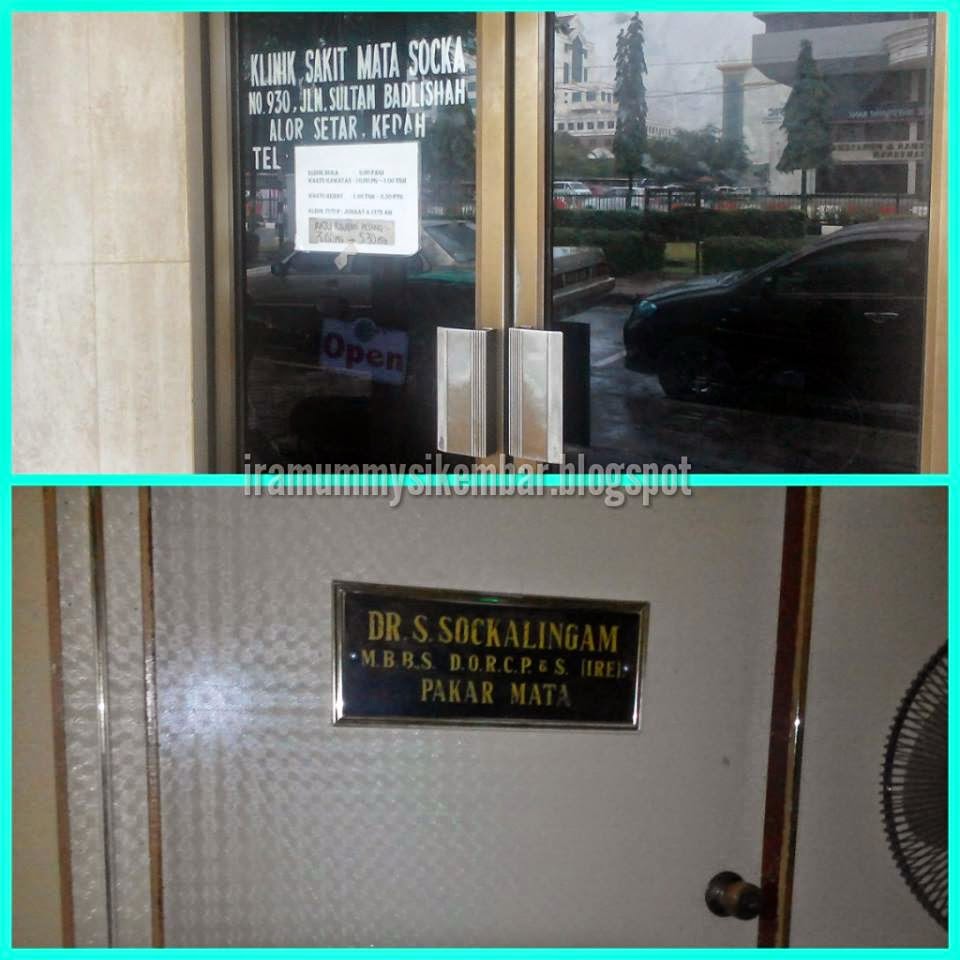 KLINIK SAKIT MATA SOCKA
NO. 930, JLN. SULTAN BADLISHAH
ALOR SETAR, KEDAH
TEL
Open
iramummysikembar.blogspot
DR. S. SOCKALINGAM
M.B.B.S. D.O.R.C.P. & S. (IRE).
PAKAR MATA